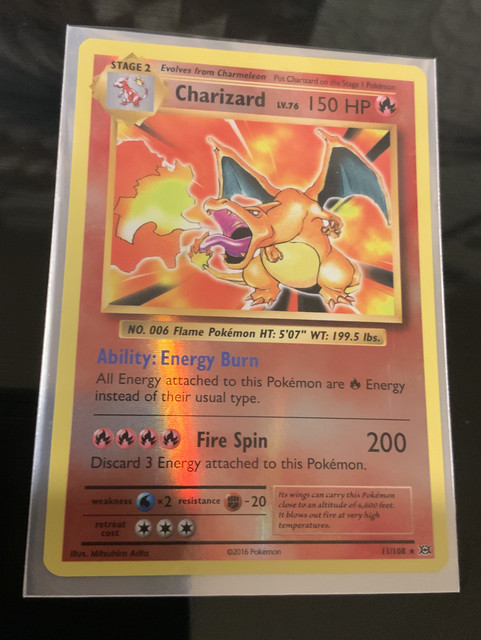 STAGE 2 Evolves from Charmeleon Put Charizard on the Stage 1 Pokémon
Charizard LV.76 150 HP
NO. 006 Flame Pokémon HT: 5'07" WT: 199.5 lbs.
Ability: Energy Burn
All Energy attached to this Pokémon are Energy
instead of their usual type.
Fire Spin 200
Discard 3 Energy attached to this Pokémon.
weakness ×2 resistance -20
retreat
cost
Its wings can carry this Pokémon
close to an altitude of 4,600 feet.
It blows out fire at very high
temperatures.
Illus. Mitsuhiro Arita ©2016 Pokémon 11/108